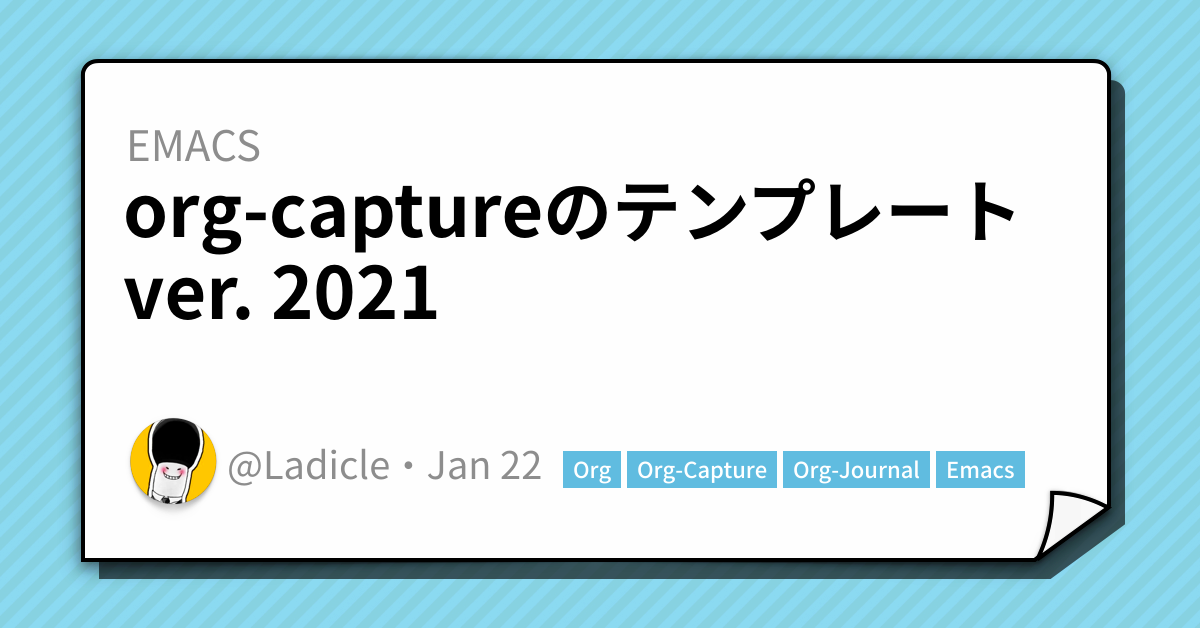 EMACS
org-captureのテンプレート
ver. 2021
@Ladicle・Jan 22 Org Org-Capture Org-Journal Emacs